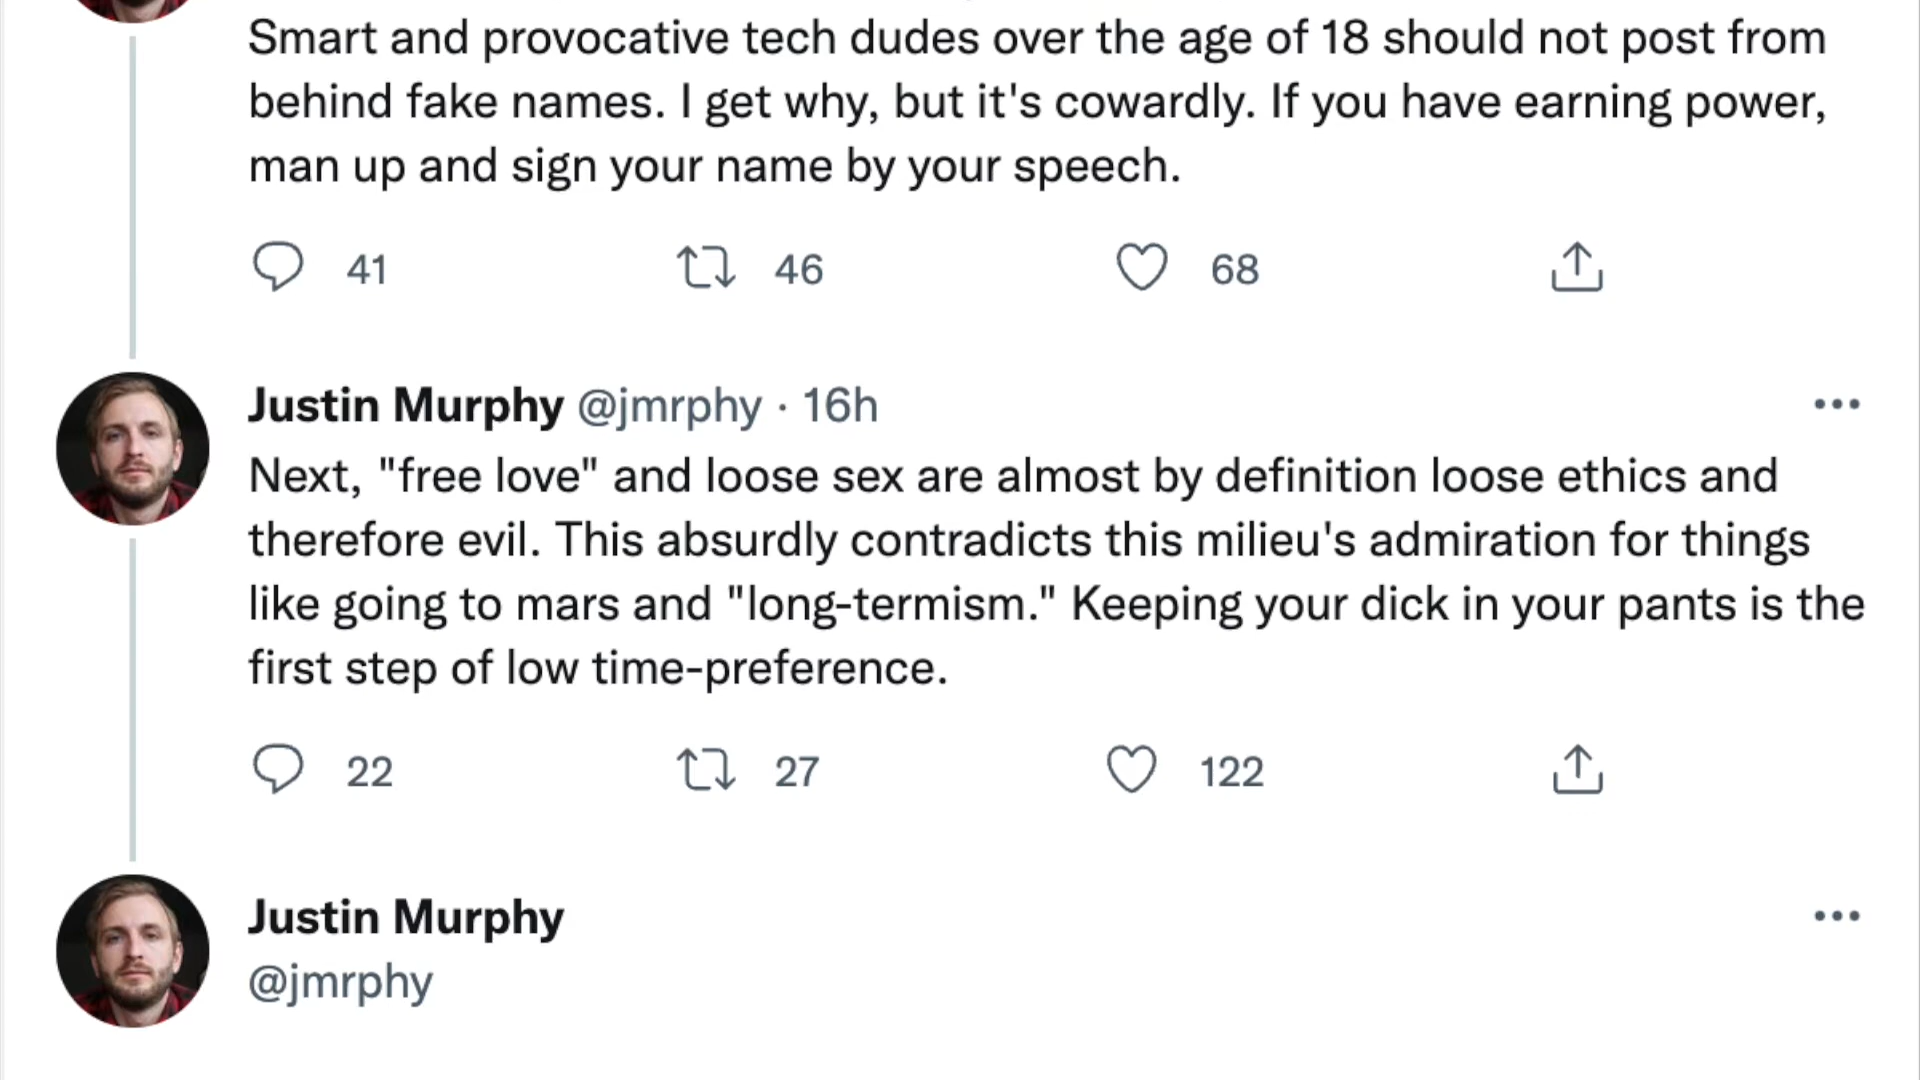 Smart and provocative tech dudes over the age of 18 should not post from
behind fake names. I get why, but it's cowardly. If you have earning power,
man up and sign your name by your speech.
41 46 68
Justin Murphy @jmrphy · 16h
Next, "free love" and loose sex are almost by definition loose ethics and
therefore evil. This absurdly contradicts this milieu's admiration for things
like going to mars and "long-termism." Keeping your dick in your pants is the
first step of low time-preference.
22 27 122
Justin Murphy
@jmrphy